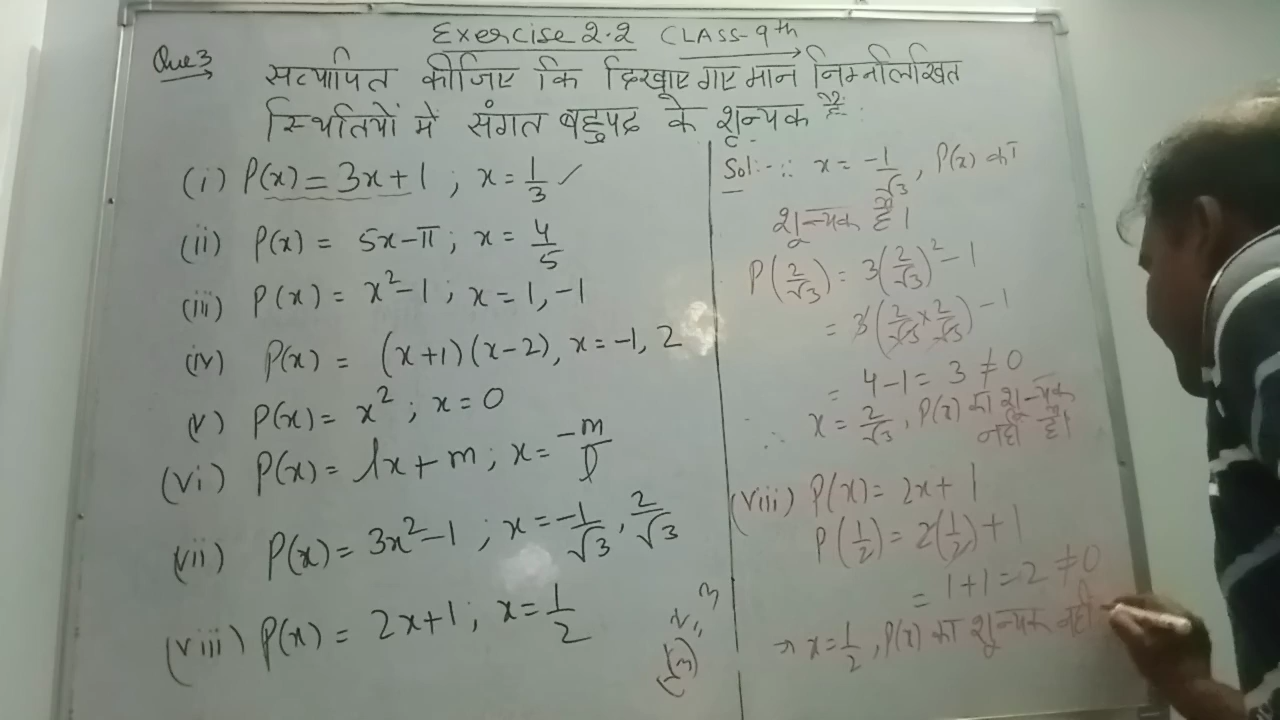 Exercise 2.2 CLASS-9th
Que 3 सत्यापित कीजिए कि दिखाए गए मान निम्नलिखित
स्थितियों में संगत बहुपद के शून्यक हैं:
(i) P(x) = 3x+1 ; x = 1/3 ✓
(ii) P(x) = 5x-π ; x = 4/5
(iii) P(x) = x²-1 ; x = 1, -1
(iv) P(x) = (x+1)(x-2), x = -1, 2
(v) P(x) = x² ; x = 0
(vi) P(x) = lx + m ; x = -m/l
(vii) P(x) = 3x²-1 ; x = -1/√3, 2/√3
(viii) P(x) = 2x+1 ; x = 1/2
Sol:- ∴ x = -1/√3, P(x) का
शून्यक है।
P(2/√3) = 3(2/√3)² - 1
= 3(2/√3 × 2/√3) - 1
= 4-1 = 3 ≠ 0
∴ x = 2/√3, P(x) का शून्यक
नहीं है।
(viii) P(x) = 2x + 1
P(1/2) = 2(1/2) + 1
= 1+1 = 2 ≠ 0
x = 1/2, P(x) का शून्यक नहीं